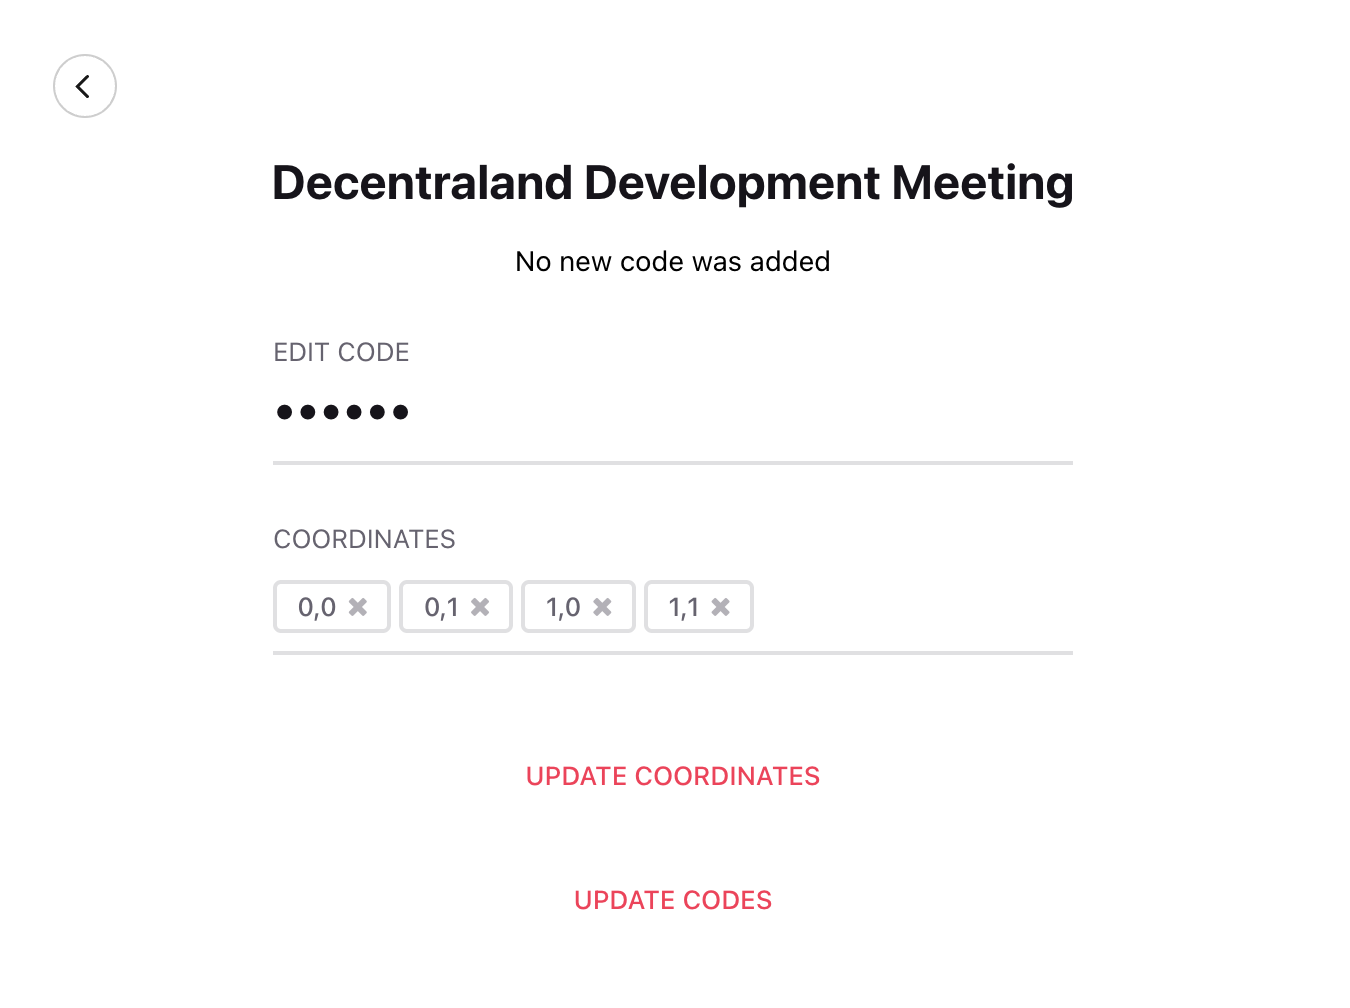 Decentraland Development Meeting
No new code was added
EDIT CODE
●●●●●●
COORDINATES
0,0 ✖ 0,1 ✖ 1,0 ✖ 1,1 ✖
UPDATE COORDINATES
UPDATE CODES